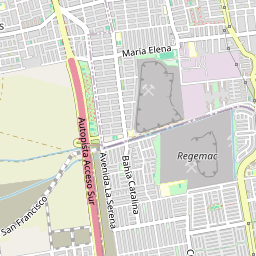 Maria Elena
Autopista Acceso Sur
Avenida La Serena
Bahía Catalina
Regemac
San Francisco